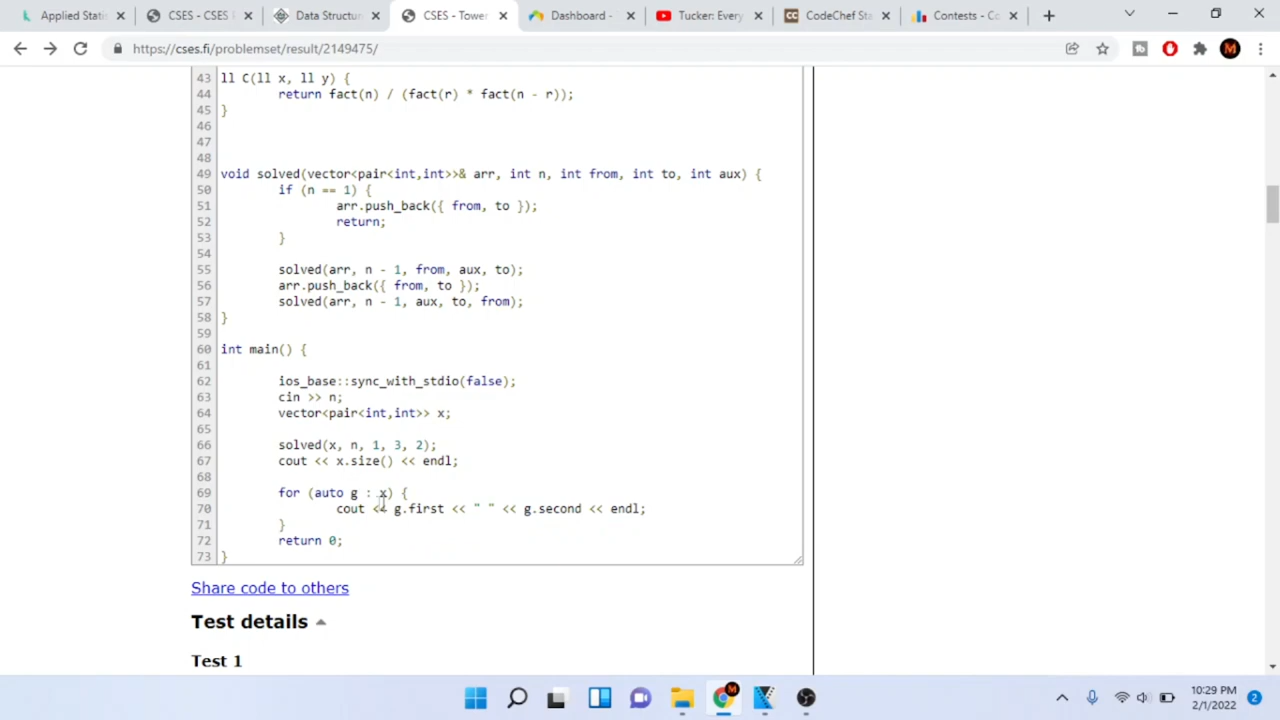 Applied Stati
CSES - CSES P
Data Structur
CSES - Tower
Dashboard -
Tucker: Every
CodeChef Sta
Contests - Co
https://cses.fi/problemset/result/2149475/
M
43 ll C(ll x, ll y) {
44 return fact(n) / (fact(r) * fact(n - r));
45 }
46
47
48
49 void solved(vector<pair<int,int>>& arr, int n, int from, int to, int aux) {
50 if (n == 1) {
51 arr.push_back({ from, to });
52 return;
53 }
54
55 solved(arr, n - 1, from, aux, to);
56 arr.push_back({ from, to });
57 solved(arr, n - 1, aux, to, from);
58 }
59
60 int main() {
61
62 ios_base::sync_with_stdio(false);
63 cin >> n;
64 vector<pair<int,int>> x;
65
66 solved(x, n, 1, 3, 2);
67 cout << x.size() << endl;
68
69 for (auto g : x) {
70 cout << g.first << " " << g.second << endl;
71 }
72 return 0;
73 }
Share code to others
Test details
Test 1
M
10:29 PM
2/1/2022
2